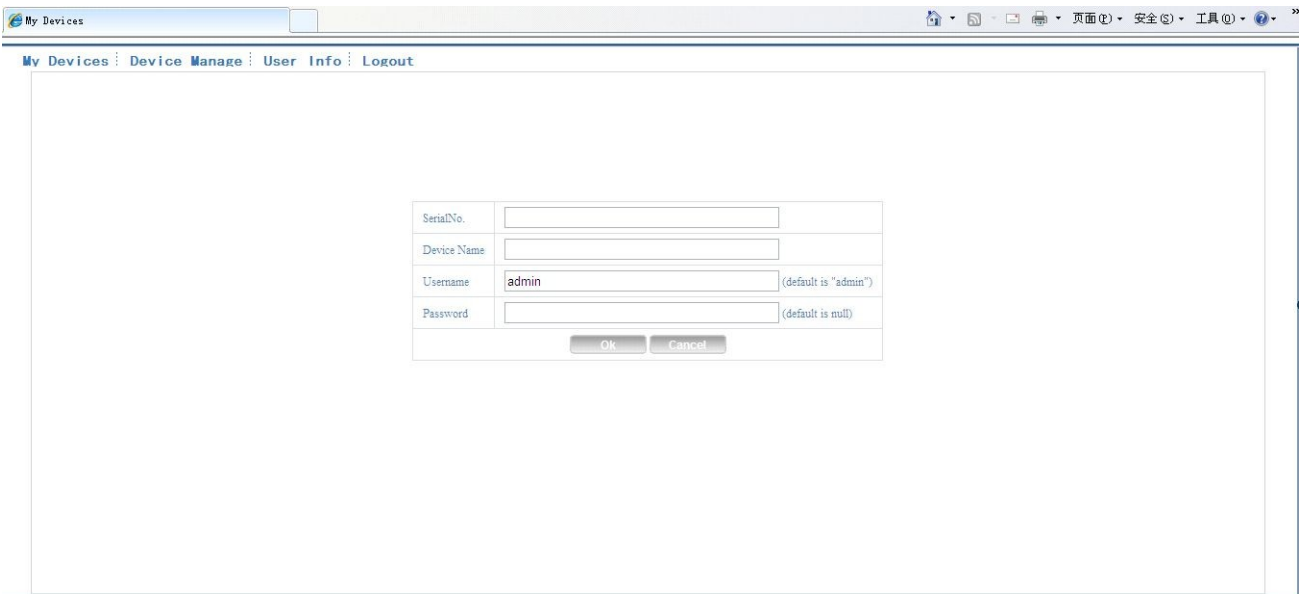 My Devices
页面(P) 安全(S) 工具(O) »
My Devices Device Manage User Info Logout
SerialNo.
Device Name
Username admin (default is "admin")
Password (default is null)
Ok Cancel